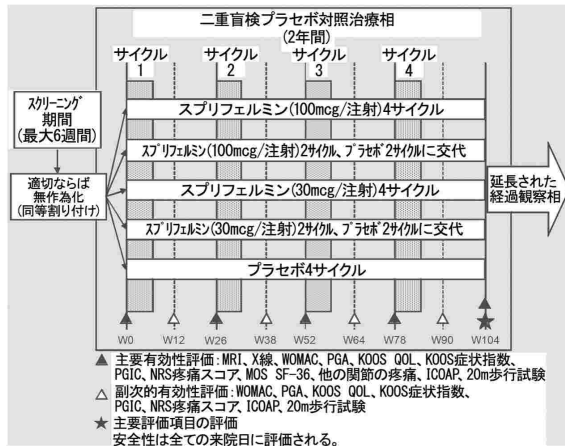 二重盲検プラセボ対照治療相
(2年間)
サイクル サイクル サイクル サイクル
1 2 3 4
スクリーニング
期間
(最大6週間)
適切ならば
無作為化
(同等割り付け)
スプリフェルミン(100mcg/注射)4サイクル
スプリフェルミン(100mcg/注射)2サイクル、プラセボ2サイクルに交代
スプリフェルミン(30mcg/注射)4サイクル
スプリフェルミン(30mcg/注射)2サイクル、プラセボ2サイクルに交代
プラセボ4サイクル
延長された
経過観察相
W0 W12 W26 W38 W52 W64 W78 W90 W104
▲ 主要有効性評価:MRI、X線、WOMAC、PGA、KOOS QOL、KOOS症状指数、
PGIC、NRS疼痛スコア、MOS SF-36、他の関節の疼痛、ICOAP、20m歩行試験
△ 副次的有効性評価:WOMAC、PGA、KOOS QOL、KOOS症状指数、
PGIC、NRS疼痛スコア、ICOAP、20m歩行試験
★ 主要評価項目の評価
安全性は全ての来院日に評価される。